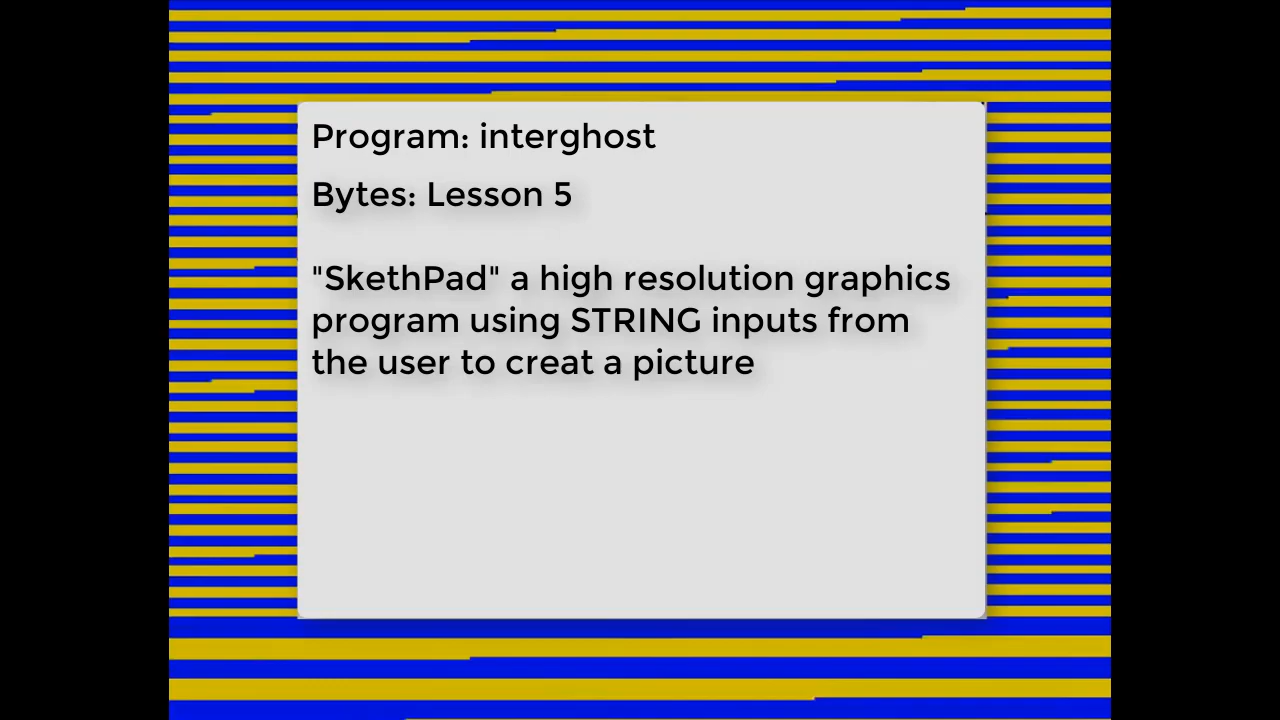 Program: interghost
Bytes: Lesson 5
"SkethPad" a high resolution graphics
program using STRING inputs from
the user to creat a picture